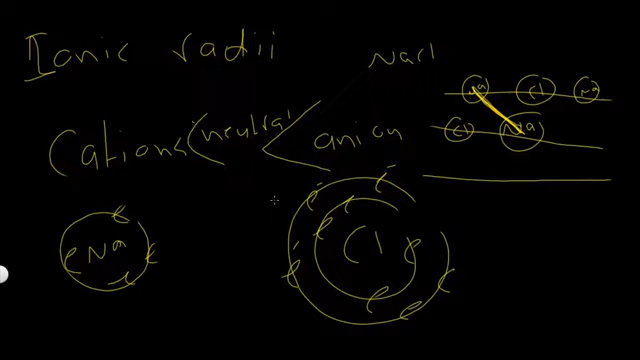 Ionic radii
Nacl
Na Cl Na
Cl Na
Cations < neutral < anion
Na
Cl